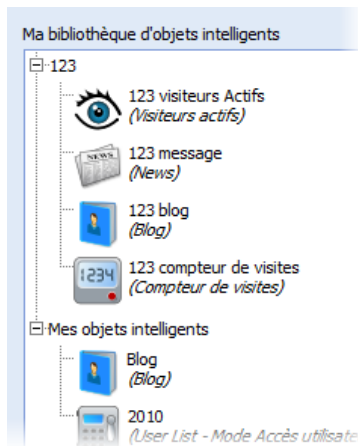 Ma bibliothèque d'objets intelligents
123
123 visiteurs Actifs
(Visiteurs actifs)
NEWS
123 message
(News)
123 blog
(Blog)
1234
123 compteur de visites
(Compteur de visites)
Mes objets intelligents
Blog
(Blog)
2010
(User List - Mode Accès utilisate